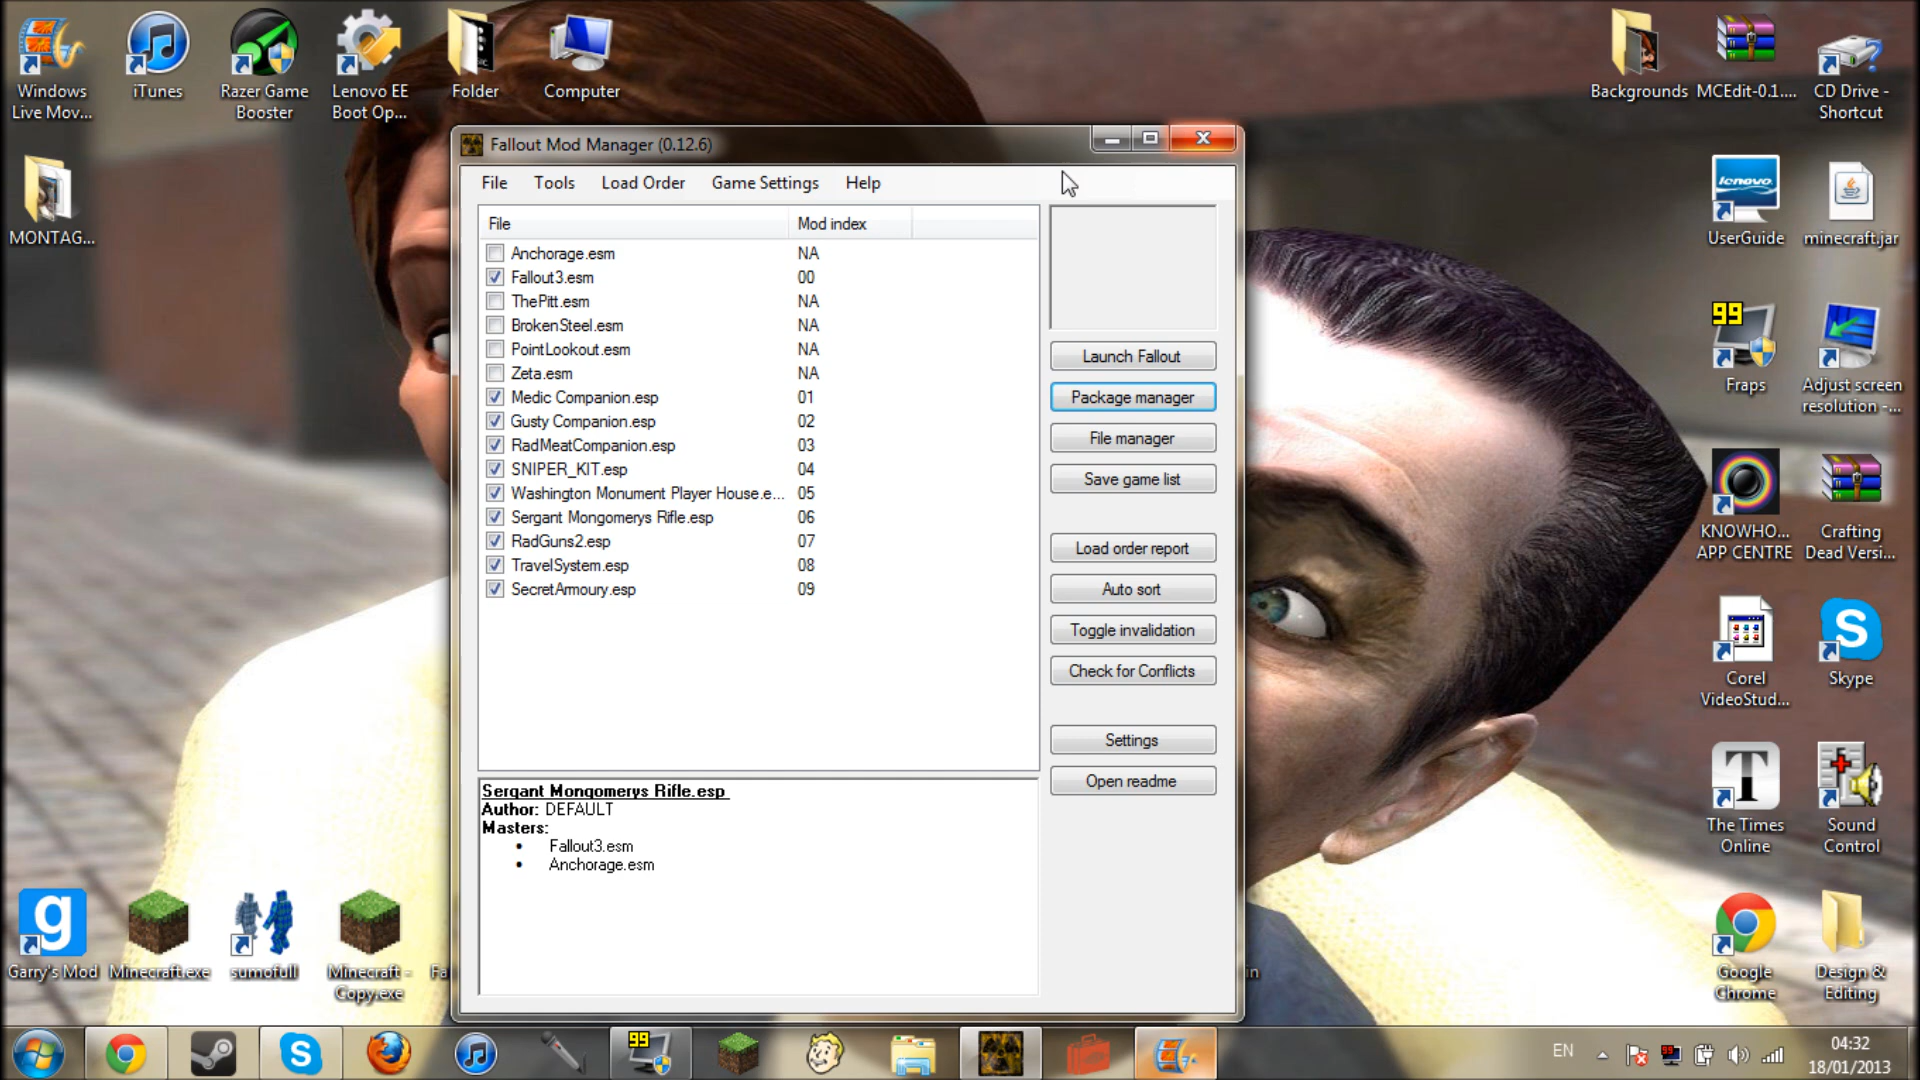 Windows
Live Mov...
iTunes
Razer Game
Booster
Lenovo EE
Boot Op...
Folder
Computer
Backgrounds
MCEdit-0.1....
CD Drive -
Shortcut
MONTAG...
Fallout Mod Manager (0.12.6)
File
Tools
Load Order
Game Settings
Help
File
Mod index
Anchorage.esm
NA
Fallout3.esm
00
ThePitt.esm
NA
BrokenSteel.esm
NA
PointLookout.esm
NA
Zeta.esm
NA
Medic Companion.esp
01
Gusty Companion.esp
02
RadMeatCompanion.esp
03
SNIPER_KIT.esp
04
Washington Monument Player House.e...
05
Sergant Mongomerys Rifle.esp
06
RadGuns2.esp
07
TravelSystem.esp
08
SecretArmoury.esp
09
Launch Fallout
Package manager
File manager
Save game list
Load order report
Auto sort
Toggle invalidation
Check for Conflicts
Settings
Open readme
Sergant Mongomerys Rifle.esp
Author: DEFAULT
Masters:
• Fallout3.esm
• Anchorage.esm
lenovo
UserGuide
minecraft.jar
99
Fraps
Adjust screen
resolution -...
KNOWHO...
APP CENTRE
Crafting
Dead Versi...
Corel
VideoStud...
S
Skype
T
The Times
Online
Sound
Control
g
Garry's Mod
Minecraft.exe
sumofull
Minecraft -
Copy.exe
Fa
in
Google
Chrome
Design &
Editing
S
99
EN
04:32
18/01/2013